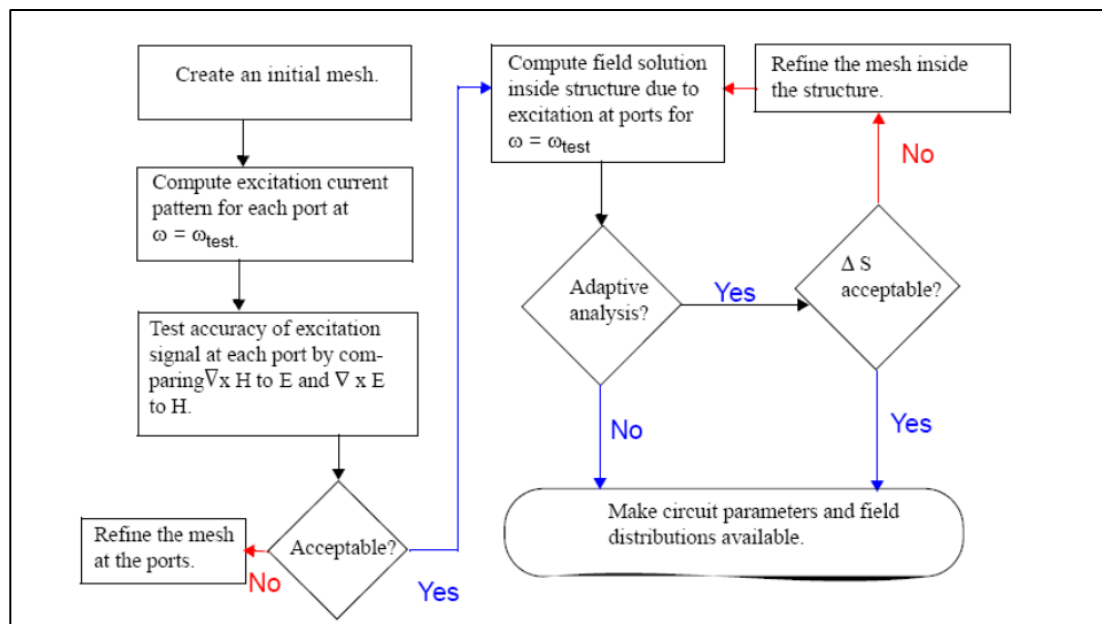 Create an initial mesh.
Compute excitation current
pattern for each port at
ω = ωtest.
Test accuracy of excitation
signal at each port by com-
paring∇x H to E and ∇ x E
to H.
Acceptable?
Refine the mesh
at the ports.
No
Yes
Compute field solution
inside structure due to
excitation at ports for
ω = ωtest
Refine the mesh inside
the structure.
No
Adaptive
analysis?
Yes
Δ S
acceptable?
No
Yes
Make circuit parameters and field
distributions available.